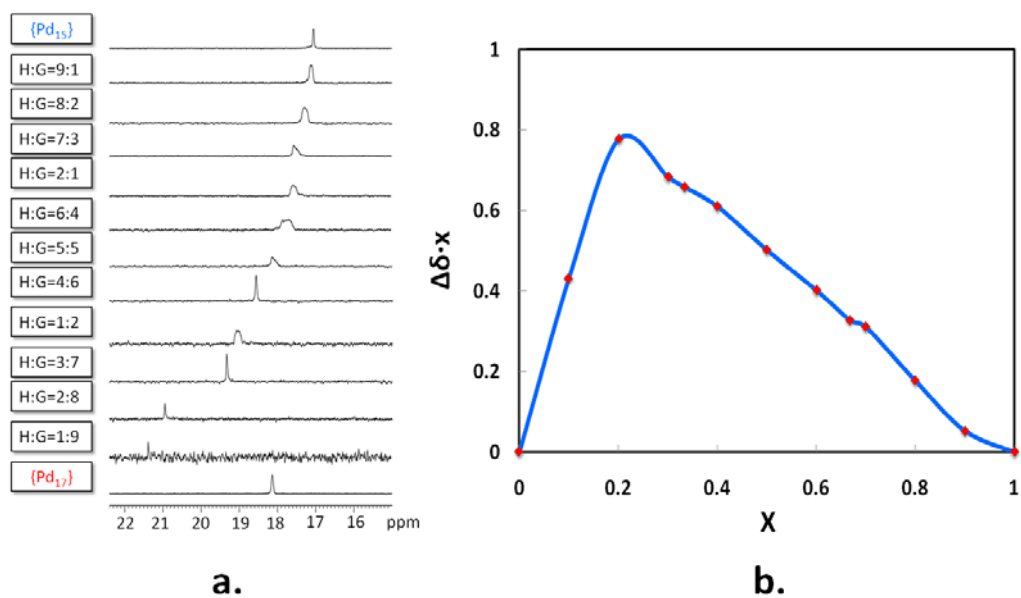 {Pd₁₅}
H:G=9:1
H:G=8:2
H:G=7:3
H:G=2:1
H:G=6:4
H:G=5:5
H:G=4:6
H:G=1:2
H:G=3:7
H:G=2:8
H:G=1:9
{Pd₁₇}
22 21 20 19 18 17 16 ppm
a.
1
0.8
0.6
0.4
0.2
0
Δδ·x
0 0.2 0.4 0.6 0.8 1
X
b.